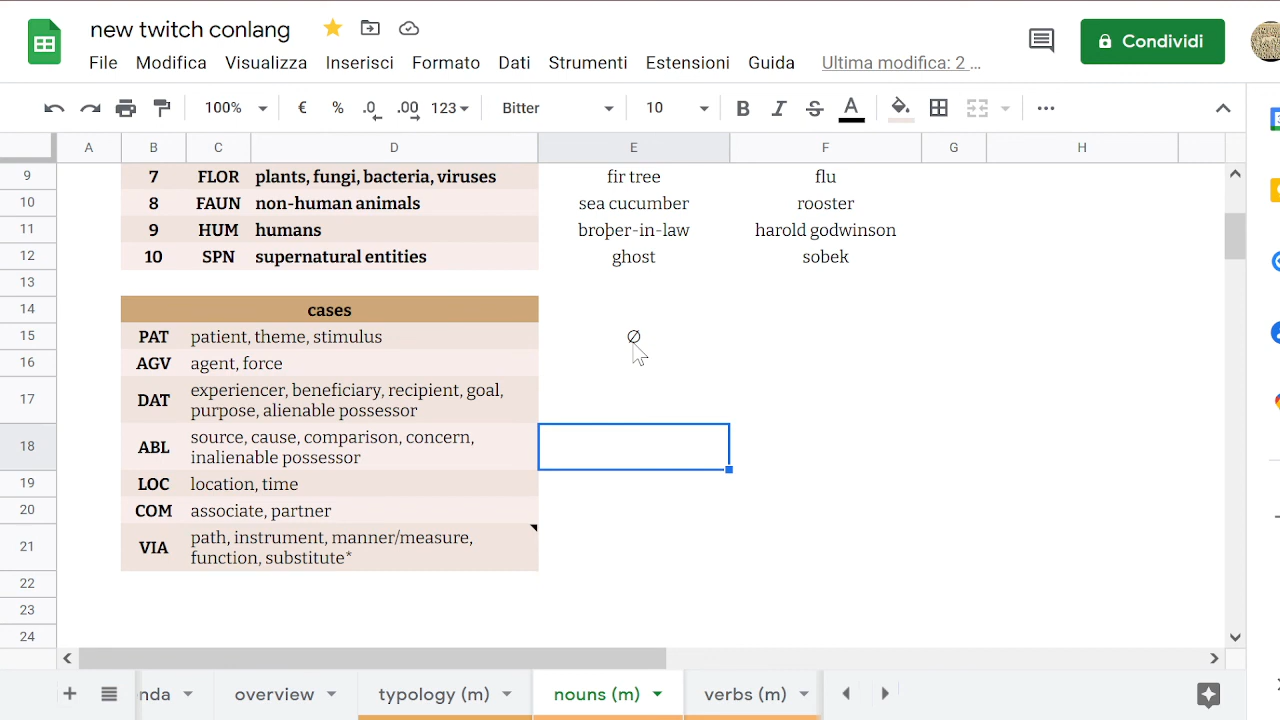 new twitch conlang
File Modifica Visualizza Inserisci Formato Dati Strumenti Estensioni Guida Ultima modifica: 2 ...
Condividi
100% € % .0 .00 123 Bitter 10 B I S A
A B C D E F G H
9 7 FLOR plants, fungi, bacteria, viruses fir tree flu
10 8 FAUN non-human animals sea cucumber rooster
11 9 HUM humans broþer-in-law harold godwinson
12 10 SPN supernatural entities ghost sobek
13
14 cases
15 PAT patient, theme, stimulus ∅
16 AGV agent, force
17 DAT experiencer, beneficiary, recipient, goal,
purpose, alienable possessor
18 ABL source, cause, comparison, concern,
inalienable possessor
19 LOC location, time
20 COM associate, partner
21 VIA path, instrument, manner/measure,
function, substitute*
22
23
24
nda overview typology (m) nouns (m) verbs (m)